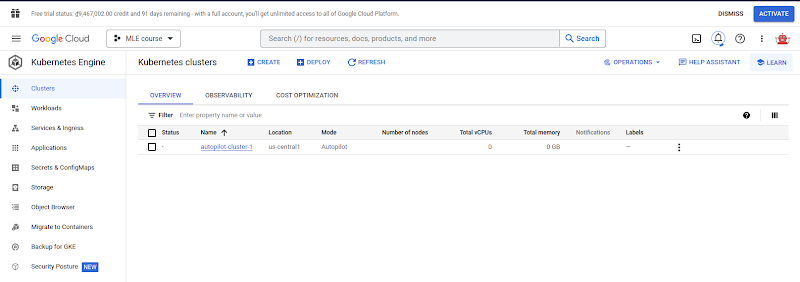 Free trial status: ₫9,467,002.00 credit and 91 days remaining - with a full account, you'll get unlimited access to all of Google Cloud Platform.
DISMISS
ACTIVATE
Google Cloud
MLE course
Search (/) for resources, docs, products, and more
Search
Kubernetes Engine
Kubernetes clusters
CREATE
DEPLOY
REFRESH
OPERATIONS
HELP ASSISTANT
LEARN
Clusters
Workloads
Services & Ingress
Applications
Secrets & ConfigMaps
Storage
Object Browser
Migrate to Containers
Backup for GKE
Security Posture NEW
OVERVIEW OBSERVABILITY COST OPTIMIZATION
Filter Enter property name or value
Status Name Location Mode Number of nodes Total vCPUs Total memory Notifications Labels
- autopilot-cluster-1 us-central1 Autopilot 0 0 GB —